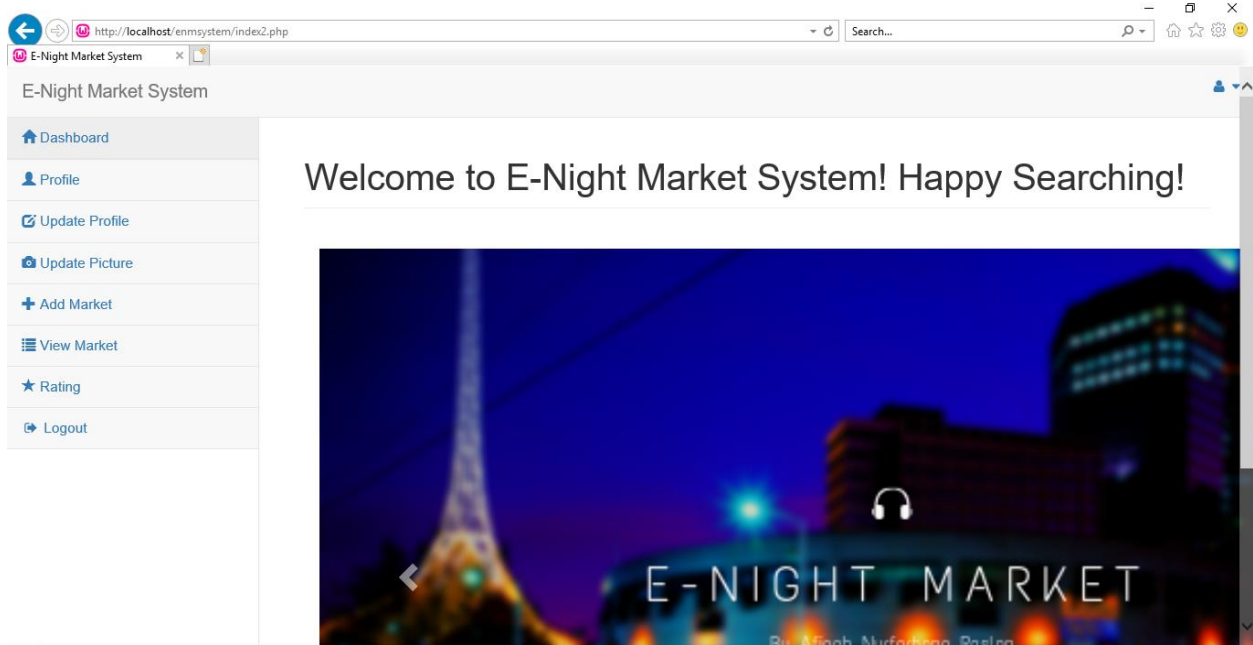 http://localhost/enmsystem/index2.php
Search...
E-Night Market System
E-Night Market System
Dashboard
Profile
Update Profile
Update Picture
Add Market
View Market
Rating
Logout
Welcome to E-Night Market System! Happy Searching!
E-NIGHT MARKET
By